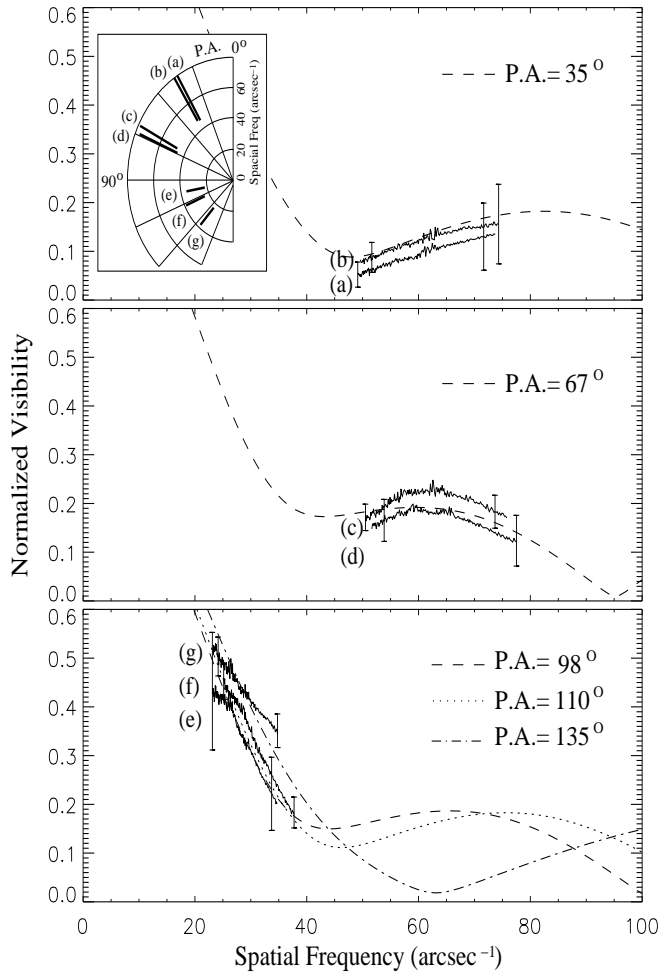 Normalized Visibility
0.6
0.5
0.4
0.3
0.2
0.1
0.0
P.A. 0°
(a)
(b)
(c)
(d)
90°
(e)
(f)
(g)
0
20
40
60
Spacial Freq (arcsec⁻¹)
P.A.= 35 O
(b)
(a)
0.6
0.5
0.4
0.3
0.2
0.1
0.0
P.A.= 67 O
(c)
(d)
0.6
0.5
0.4
0.3
0.2
0.1
0.0
(g)
(f)
(e)
P.A.= 98 O
P.A.= 110 O
P.A.= 135 O
0 20 40 60 80 100
Spatial Frequency (arcsec⁻¹)